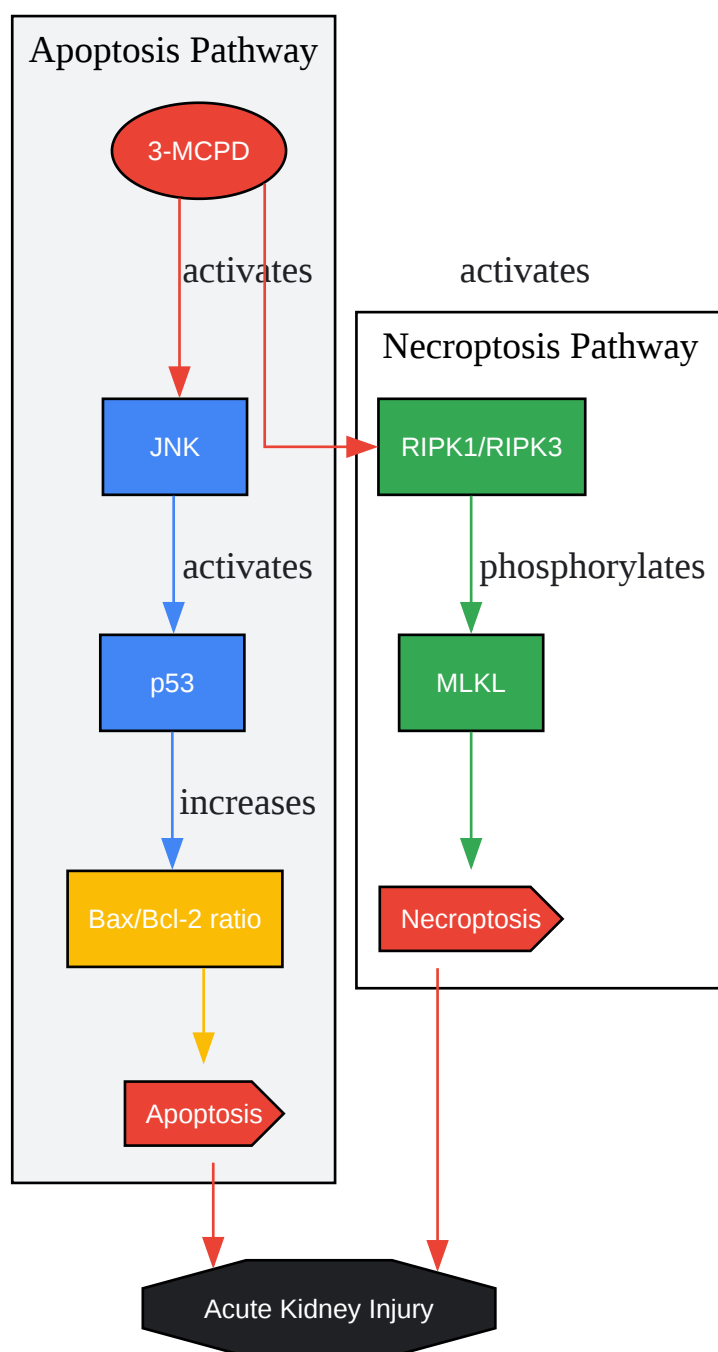 Apoptosis Pathway
3-MCPD
activates
activates
Necroptosis Pathway
JNK
RIPK1/RIPK3
activates
phosphorylates
p53
MLKL
increases
Bax/Bcl-2 ratio
Necroptosis
Apoptosis
Acute Kidney Injury